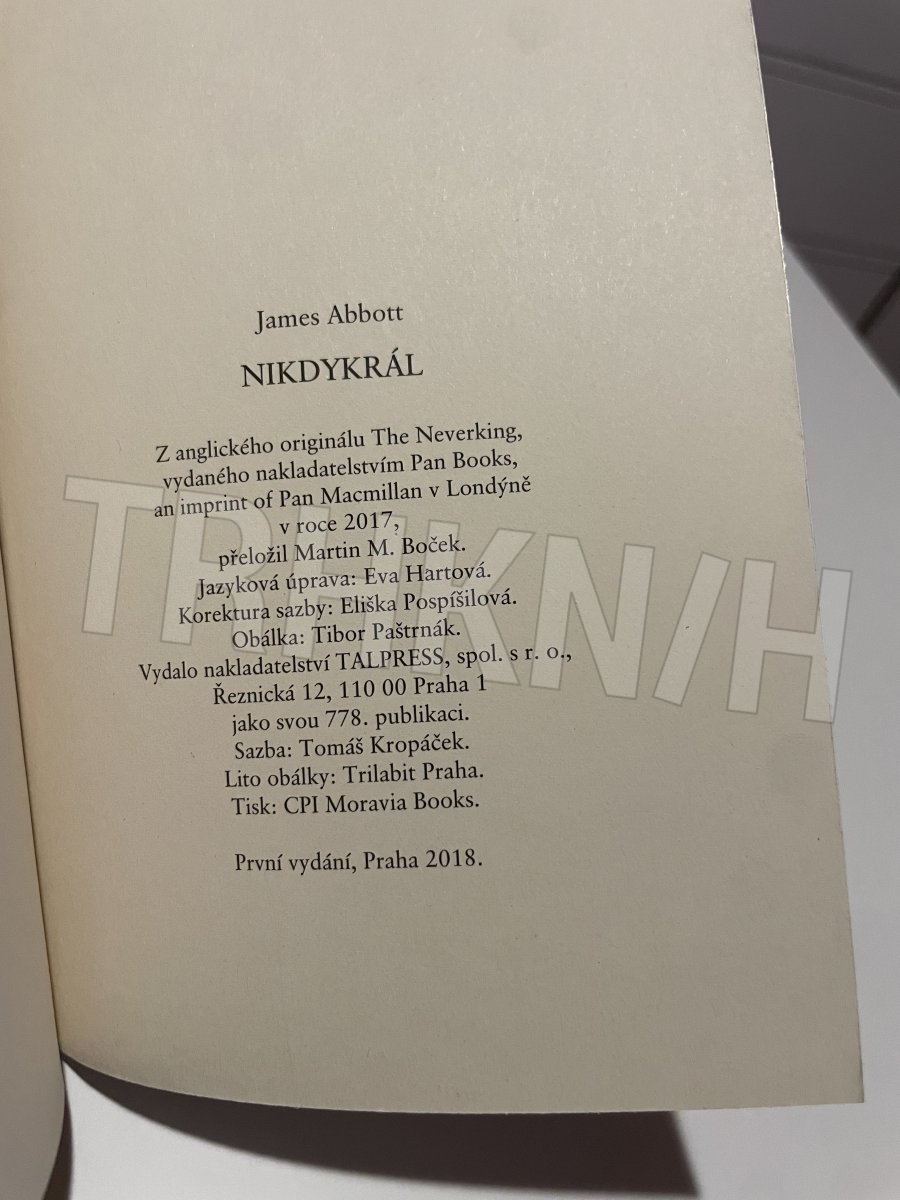 James Abbott
NIKDYKRÁL
Z anglického originálu The Neverking,
vydaného nakladatelstvím Pan Books,
an imprint of Pan Macmillan v Londýně
v roce 2017,
přeložil Martin M. Boček.
Jazyková úprava: Eva Hartová.
Korektura sazby: Eliška Pospíšilová.
Obálka: Tibor Paštrnák.
Vydalo nakladatelství TALPRESS, spol. s r. o.,
Řeznická 12, 110 00 Praha 1
jako svou 778. publikaci.
Sazba: Tomáš Kropáček.
Lito obálky: Trilabit Praha.
Tisk: CPI Moravia Books.
První vydání, Praha 2018.
TRHKN/H